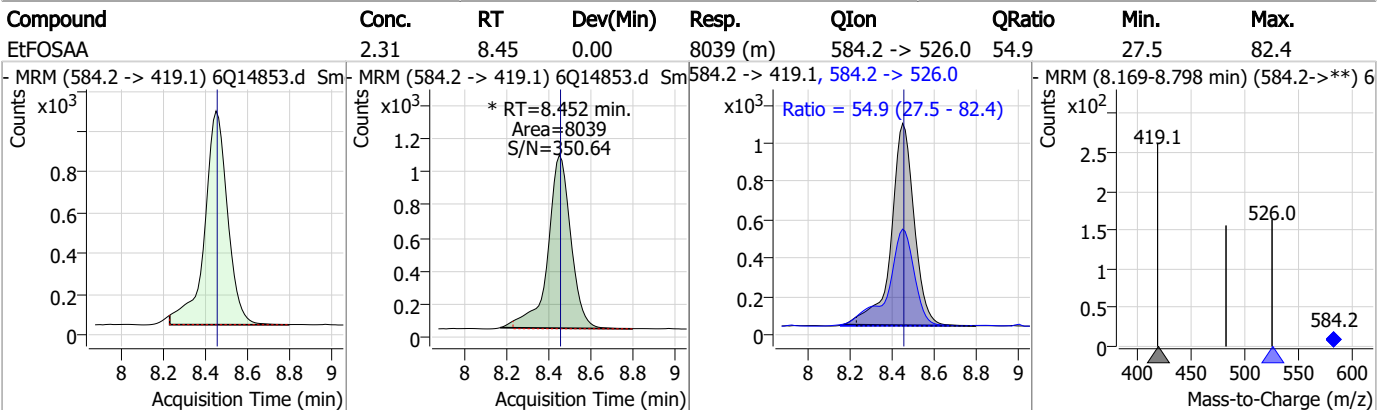 Compound Conc. RT Dev(Min) Resp. QIon QRatio Min. Max.
EtFOSAA 2.31 8.45 0.00 8039 (m) 584.2 -> 526.0 54.9 27.5 82.4
- MRM (584.2 -> 419.1) 6Q14853.d Sm
Counts
x10³
0.8
0.6
0.4
0.2
0
8 8.2 8.4 8.6 8.8 9
Acquisition Time (min)
- MRM (584.2 -> 419.1) 6Q14853.d Sm
Counts
x10³
* RT=8.452 min.
Area=8039
S/N=350.64
1.2
1
0.8
0.6
0.4
0.2
0
8 8.2 8.4 8.6 8.8 9
Acquisition Time (min)
584.2 -> 419.1, 584.2 -> 526.0
x10³
Ratio = 54.9 (27.5 - 82.4)
1
0.8
0.6
0.4
0.2
0
8 8.2 8.4 8.6 8.8 9
Acquisition Time (min)
- MRM (8.169-8.798 min) (584.2->**) 6
Counts
x10²
419.1
526.0
584.2
2.5
2
1.5
1
0.5
0
400 450 500 550 600
Mass-to-Charge (m/z)